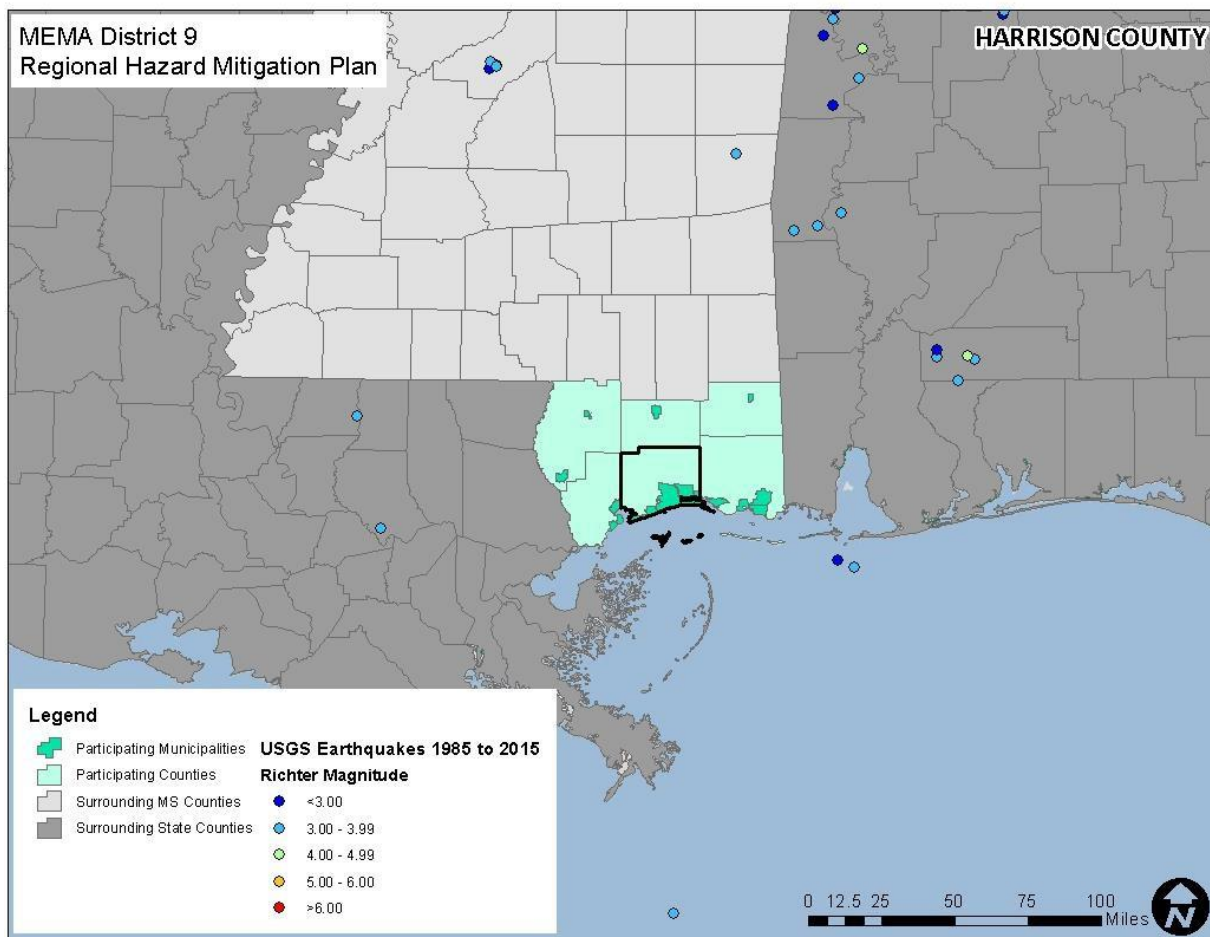 MEMA District 9
Regional Hazard Mitigation Plan
HARRISON COUNTY
Legend
Participating Municipalities
Participating Counties
Surrounding MS Counties
Surrounding State Counties
USGS Earthquakes 1985 to 2015
Richter Magnitude
<3.00
3.00 - 3.99
4.00 - 4.99
5.00 - 6.00
>6.00
0 12.5 25 50 75 100
Miles
N